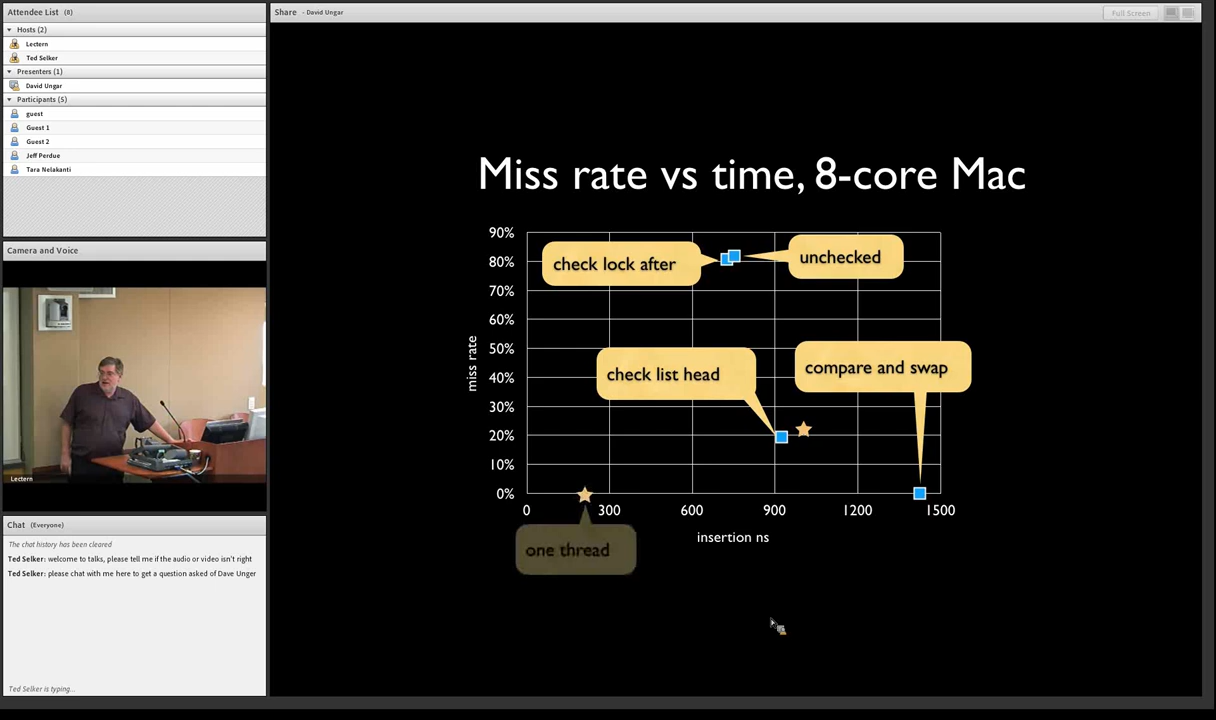 Attendee List (8)
Hosts (2)
Lectern
Ted Selker
Presenters (1)
David Ungar
Participants (5)
guest
Guest 1
Guest 2
Jeff Perdue
Tara Nelakanti
Camera and Voice
Lectern
Chat (Everyone)
The chat history has been cleared
Ted Selker: welcome to talks, please tell me if the audio or video isn't right
Ted Selker: please chat with me here to get a question asked of Dave Unger
Ted Selker is typing...
Share - David Ungar
Full Screen
Miss rate vs time, 8-core Mac
miss rate
90%
80%
70%
60%
50%
40%
30%
20%
10%
0%
check lock after
unchecked
check list head
compare and swap
one thread
0 300 600 900 1200 1500
insertion ns